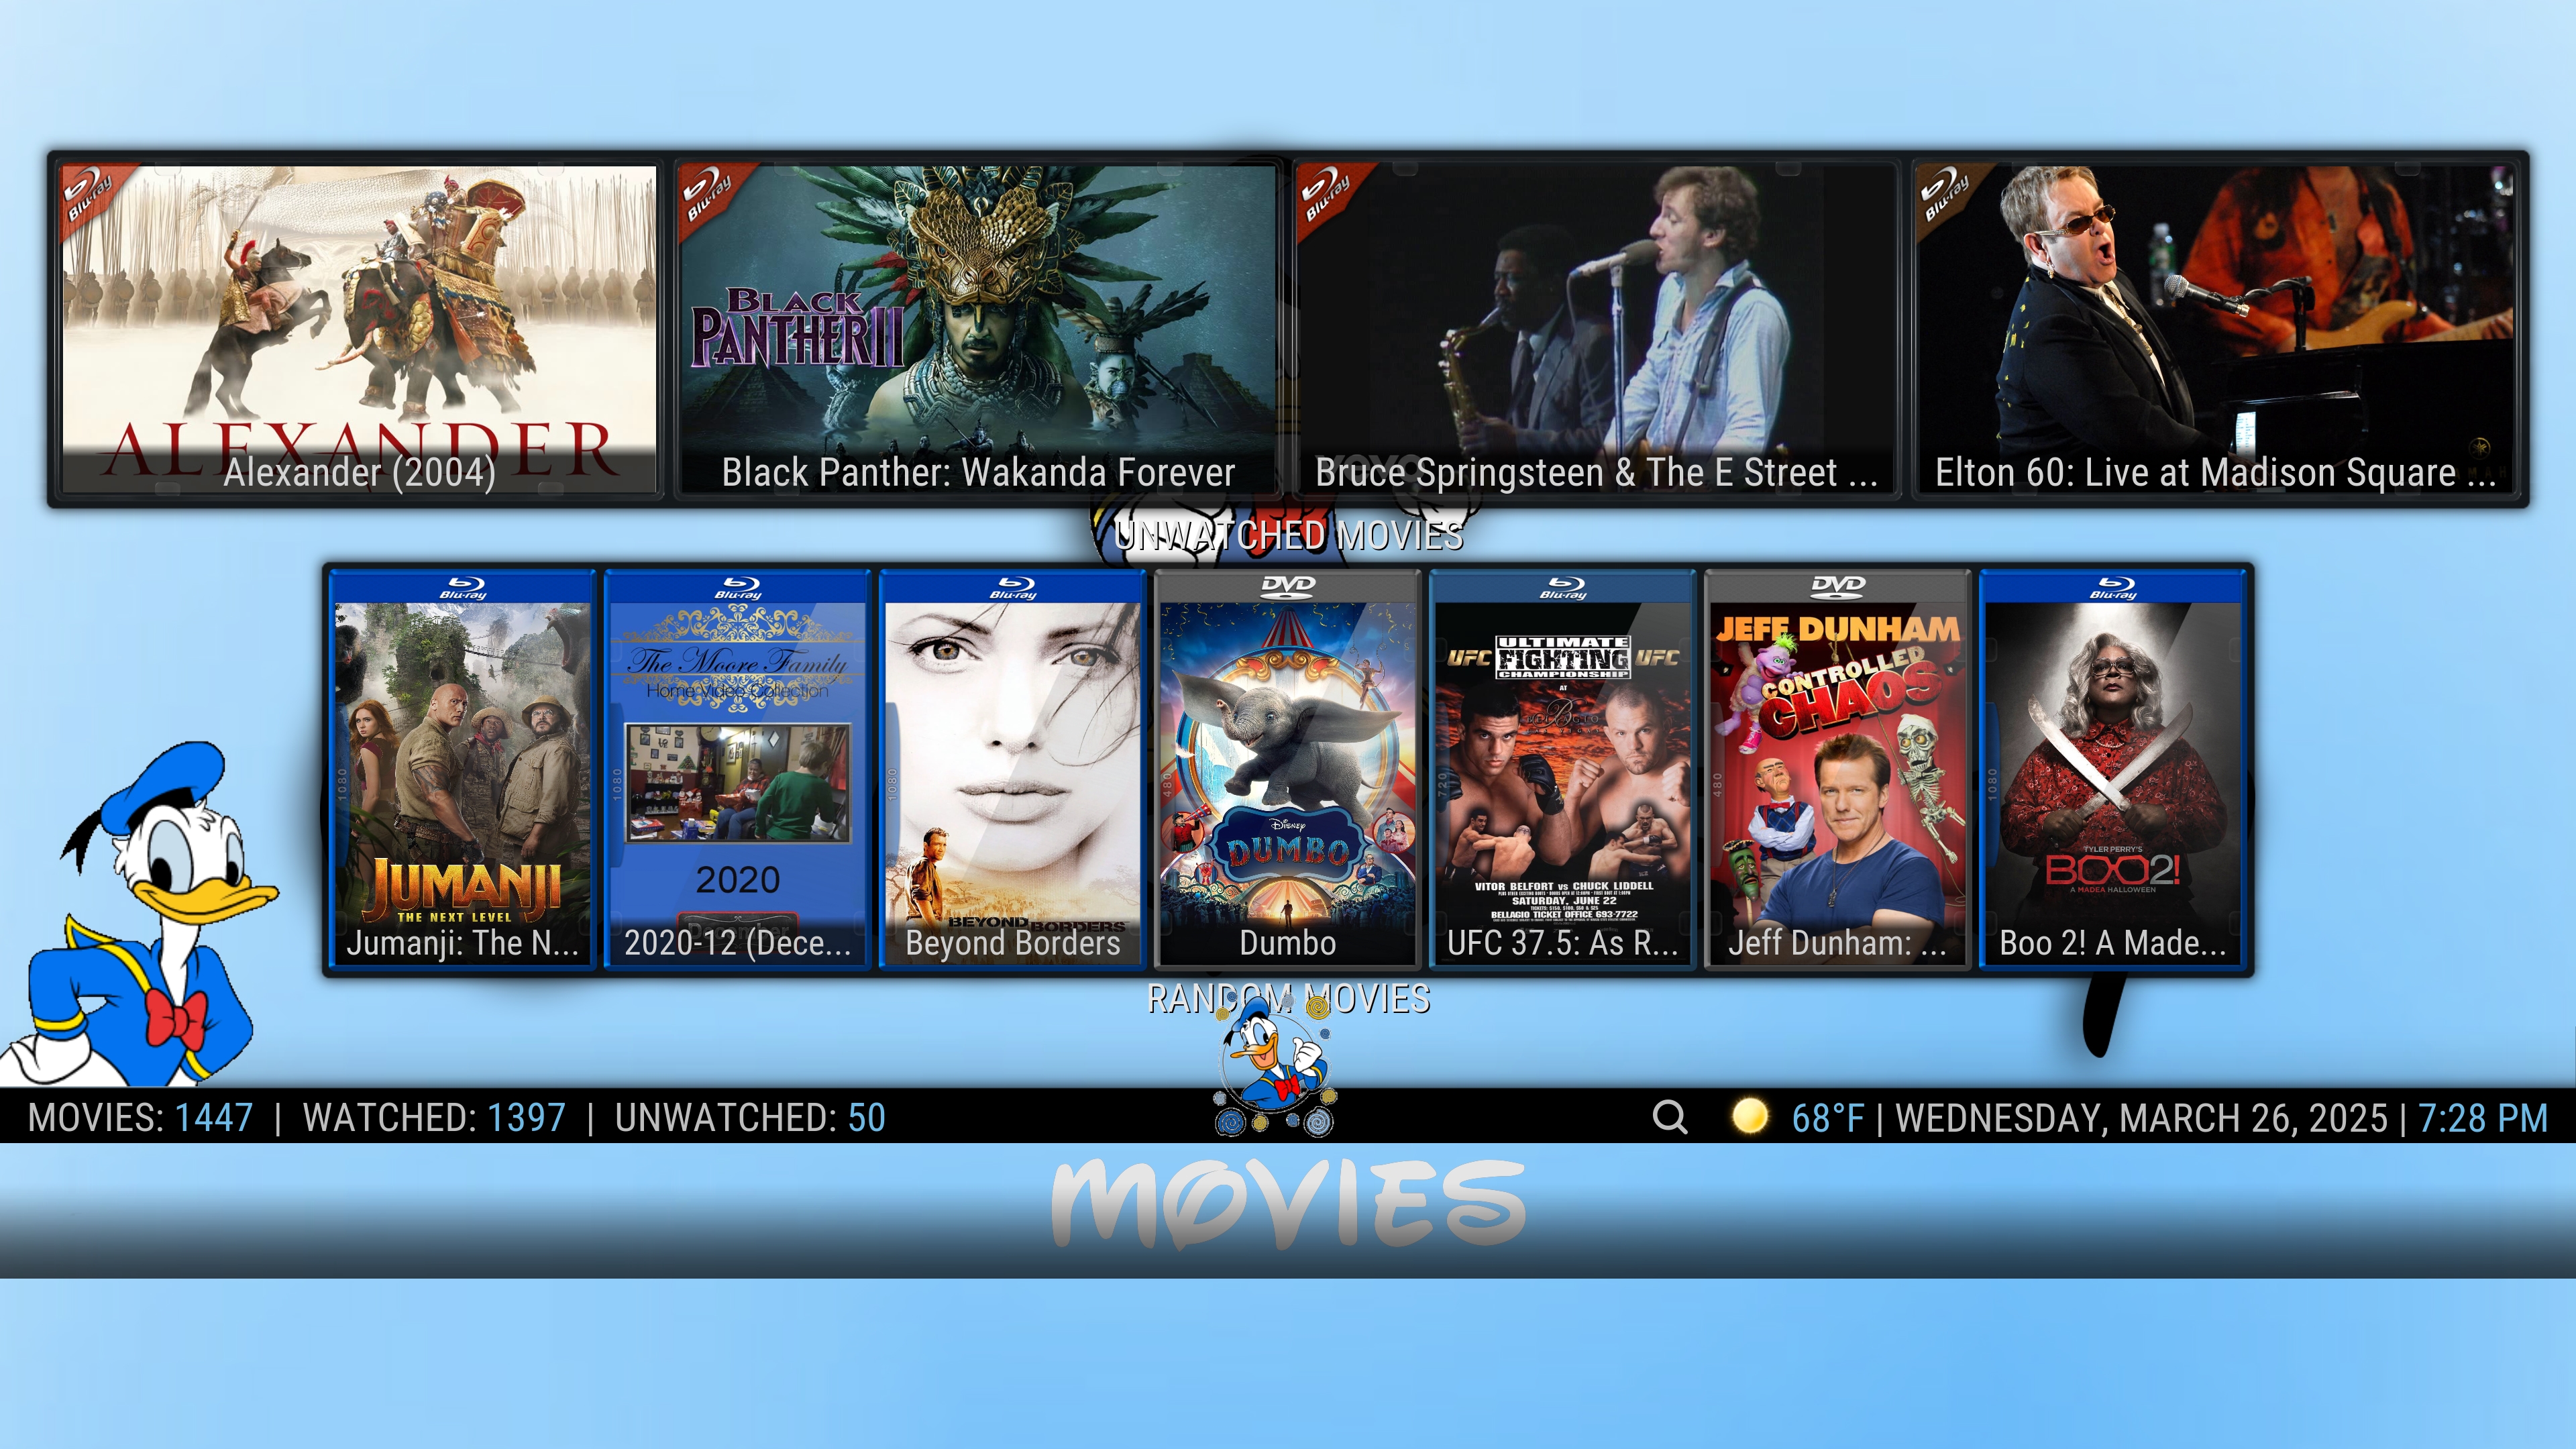 Blu-ray
Blu-ray
Blu-ray
Blu-ray
BLACK
PANTHER II
ALEXANDER
Alexander (2004)
Black Panther: Wakanda Forever
vevo
Bruce Springsteen & The E Street ...
Elton 60: Live at Madison Square ...
UNWATCHED MOVIES
Blu-ray
Blu-ray
Blu-ray
DVD
Blu-ray
DVD
Blu-ray
1080
JUMANJI
THE NEXT LEVEL
Jumanji: The N...
1080
The Moore Family
Home Video Collection
2020
December
2020-12 (Dece...
1080
BEYOND BORDERS
Beyond Borders
480
Disney
DUMBO
Dumbo
720
UFC ULTIMATE FIGHTING CHAMPIONSHIP UFC
AT
BELLAGIO
VITOR BELFORT vs CHUCK LIDDELL
SATURDAY, JUNE 22
BELLAGIO TICKET OFFICE 693-7722
UFC 37.5: As R...
480
JEFF DUNHAM
CONTROLLED
CHAOS
Jeff Dunham: ...
1080
TYLER PERRY'S
BOO2!
A MADEA HALLOWEEN
Boo 2! A Made...
RANDOM MOVIES
MOVIES: 1447 | WATCHED: 1397 | UNWATCHED: 50
68°F | WEDNESDAY, MARCH 26, 2025 | 7:28 PM
MOVIES